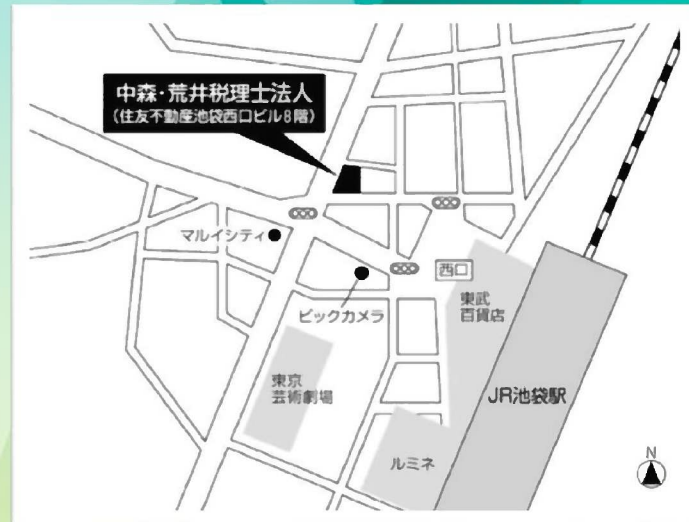 中森・荒井税理士法人
(住友不動産池袋西口ビル8階)
マルイシティ
西口
ビックカメラ
東武
百貨店
東京
芸術劇場
JR池袋駅
ルミネ
N